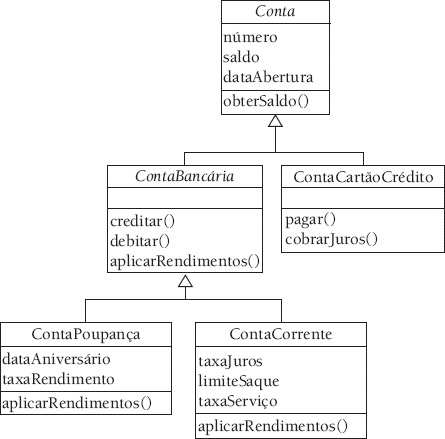 Conta
número
saldo
dataAbertura
obterSaldo()
ContaBancária
creditar()
debitar()
aplicarRendimentos()
ContaCartãoCrédito
pagar()
cobrarJuros()
ContaPoupança
dataAniversário
taxaRendimento
aplicarRendimentos()
ContaCorrente
taxaJuros
limiteSaque
taxaServiço
aplicarRendimentos()